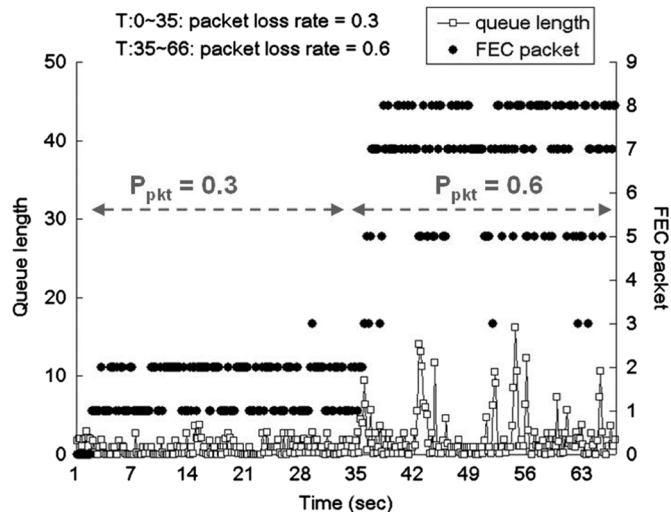 T:0~35: packet loss rate = 0.3
T:35~66: packet loss rate = 0.6
queue length
FEC packet
50
40
30
20
10
0
Queue length
9
8
7
6
5
4
3
2
1
0
FEC packet
P_pkt = 0.3
P_pkt = 0.6
1 7 14 21 28 35 42 49 56 63
Time (sec)